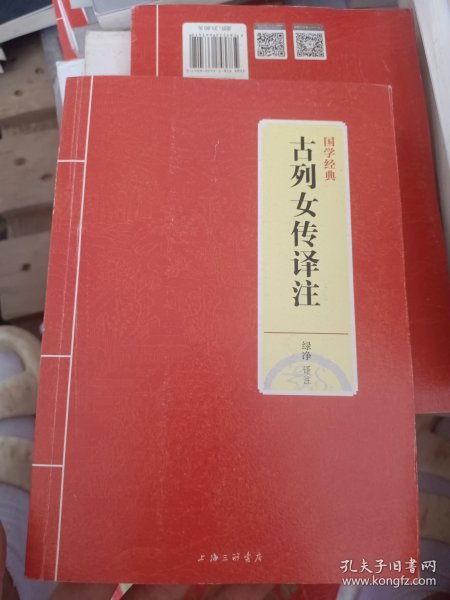 国学经典
古列女传译注
绿净 译注
上海三联书店
孔夫子旧书网
www.kongfz.com